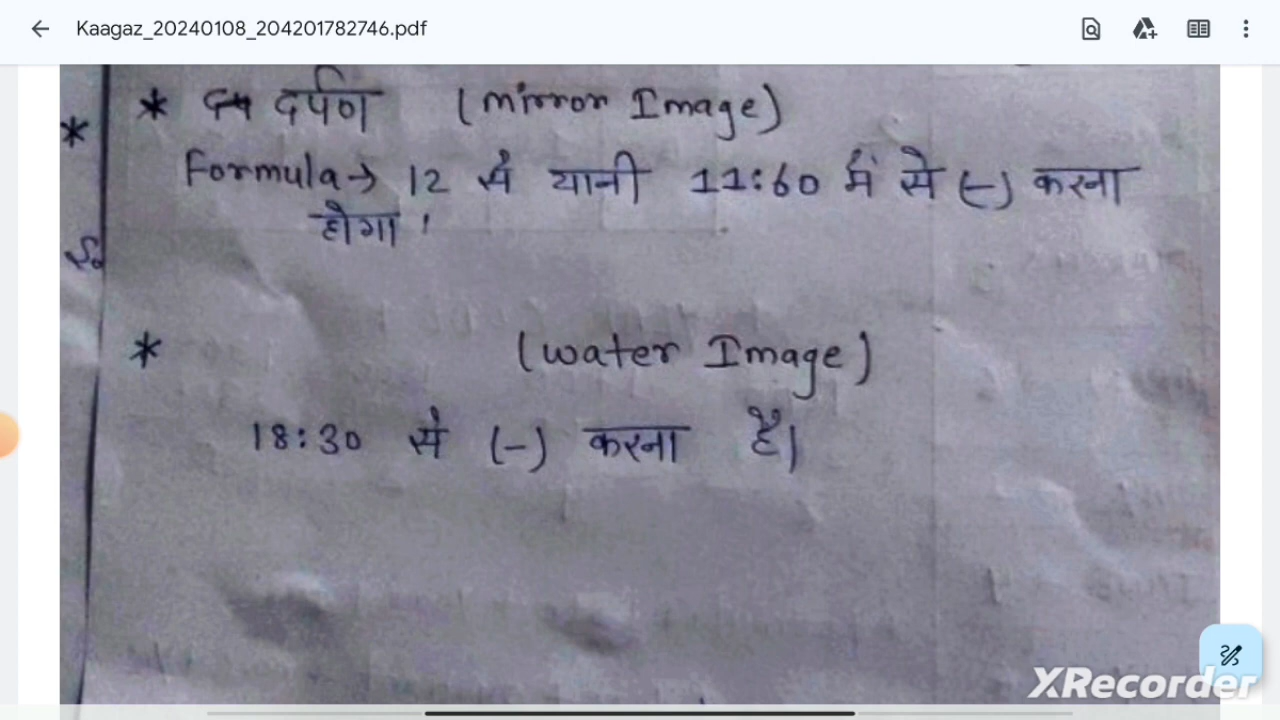 Kaagaz_20240108_204201782746.pdf
* दर्पण (mirror Image)
*
Formula → 12 से यानी 11:60 में से (-) करना
होगा।
* (water Image)
18:30 से (-) करना है।
XRecorder